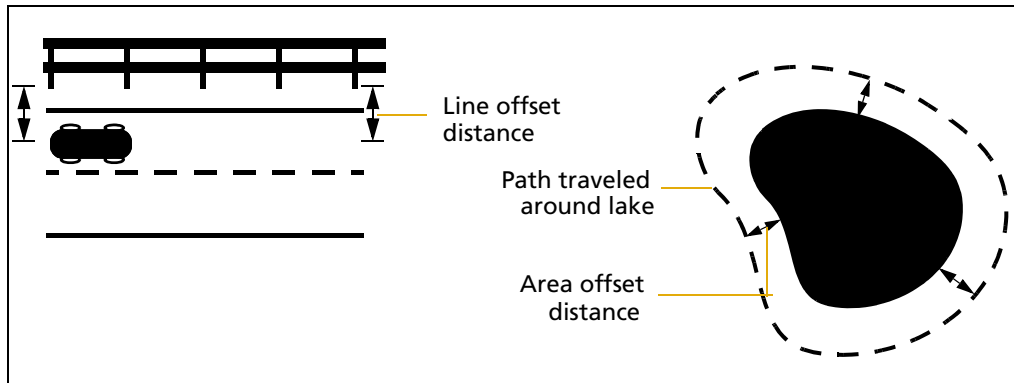 Line offset
distance
Path traveled
around lake
Area offset
distance